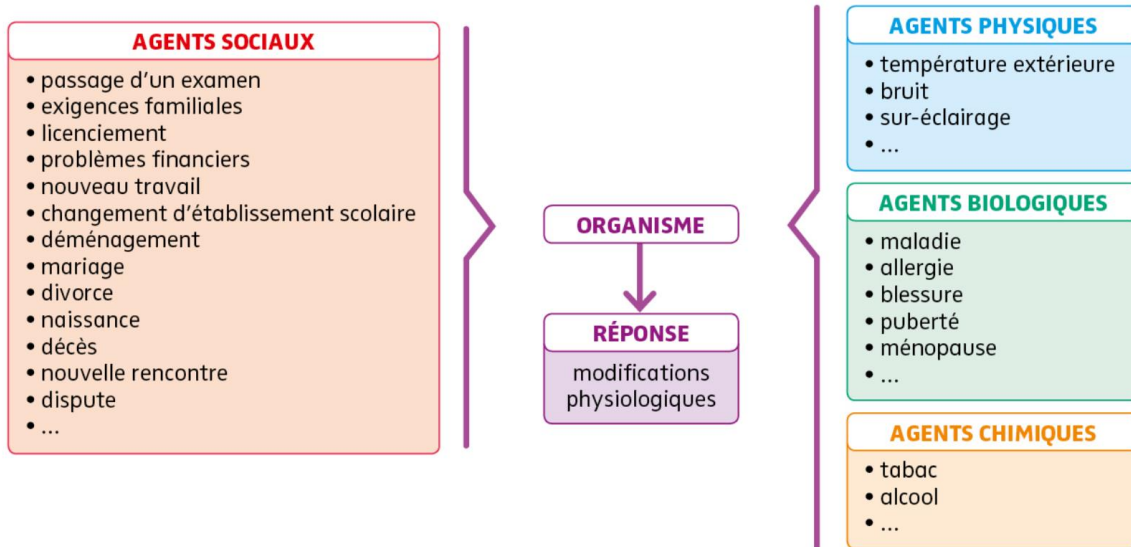 AGENTS SOCIAUX
• passage d'un examen
• exigences familiales
• licenciement
• problèmes financiers
• nouveau travail
• changement d'établissement scolaire
• déménagement
• mariage
• divorce
• naissance
• décès
• nouvelle rencontre
• dispute
• ...
ORGANISME
RÉPONSE
modifications
physiologiques
AGENTS PHYSIQUES
• température extérieure
• bruit
• sur-éclairage
• ...
AGENTS BIOLOGIQUES
• maladie
• allergie
• blessure
• puberté
• ménopause
• ...
AGENTS CHIMIQUES
• tabac
• alcool
• ...